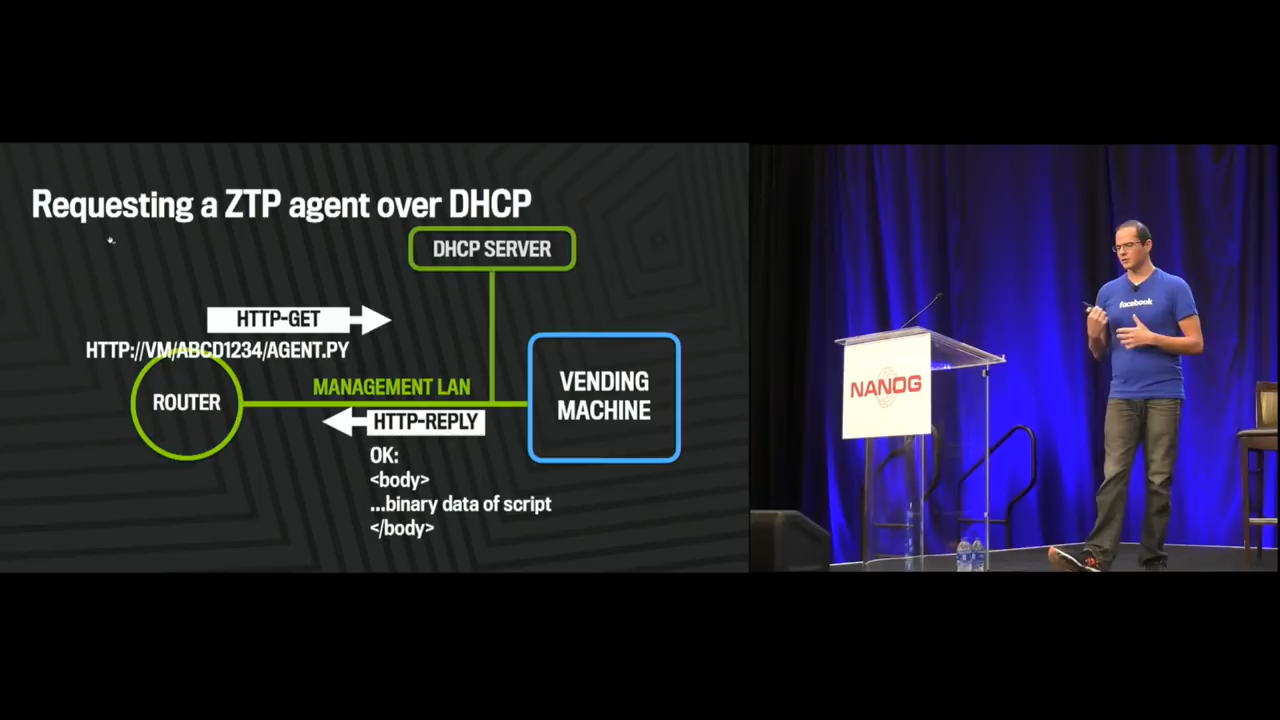 Requesting a ZTP agent over DHCP
DHCP SERVER
HTTP-GET
HTTP://VM/ABCD1234/AGENT.PY
ROUTER
MANAGEMENT LAN
VENDING
MACHINE
HTTP-REPLY
OK:
<body>
...binary data of script
</body>
facebook
NANOG